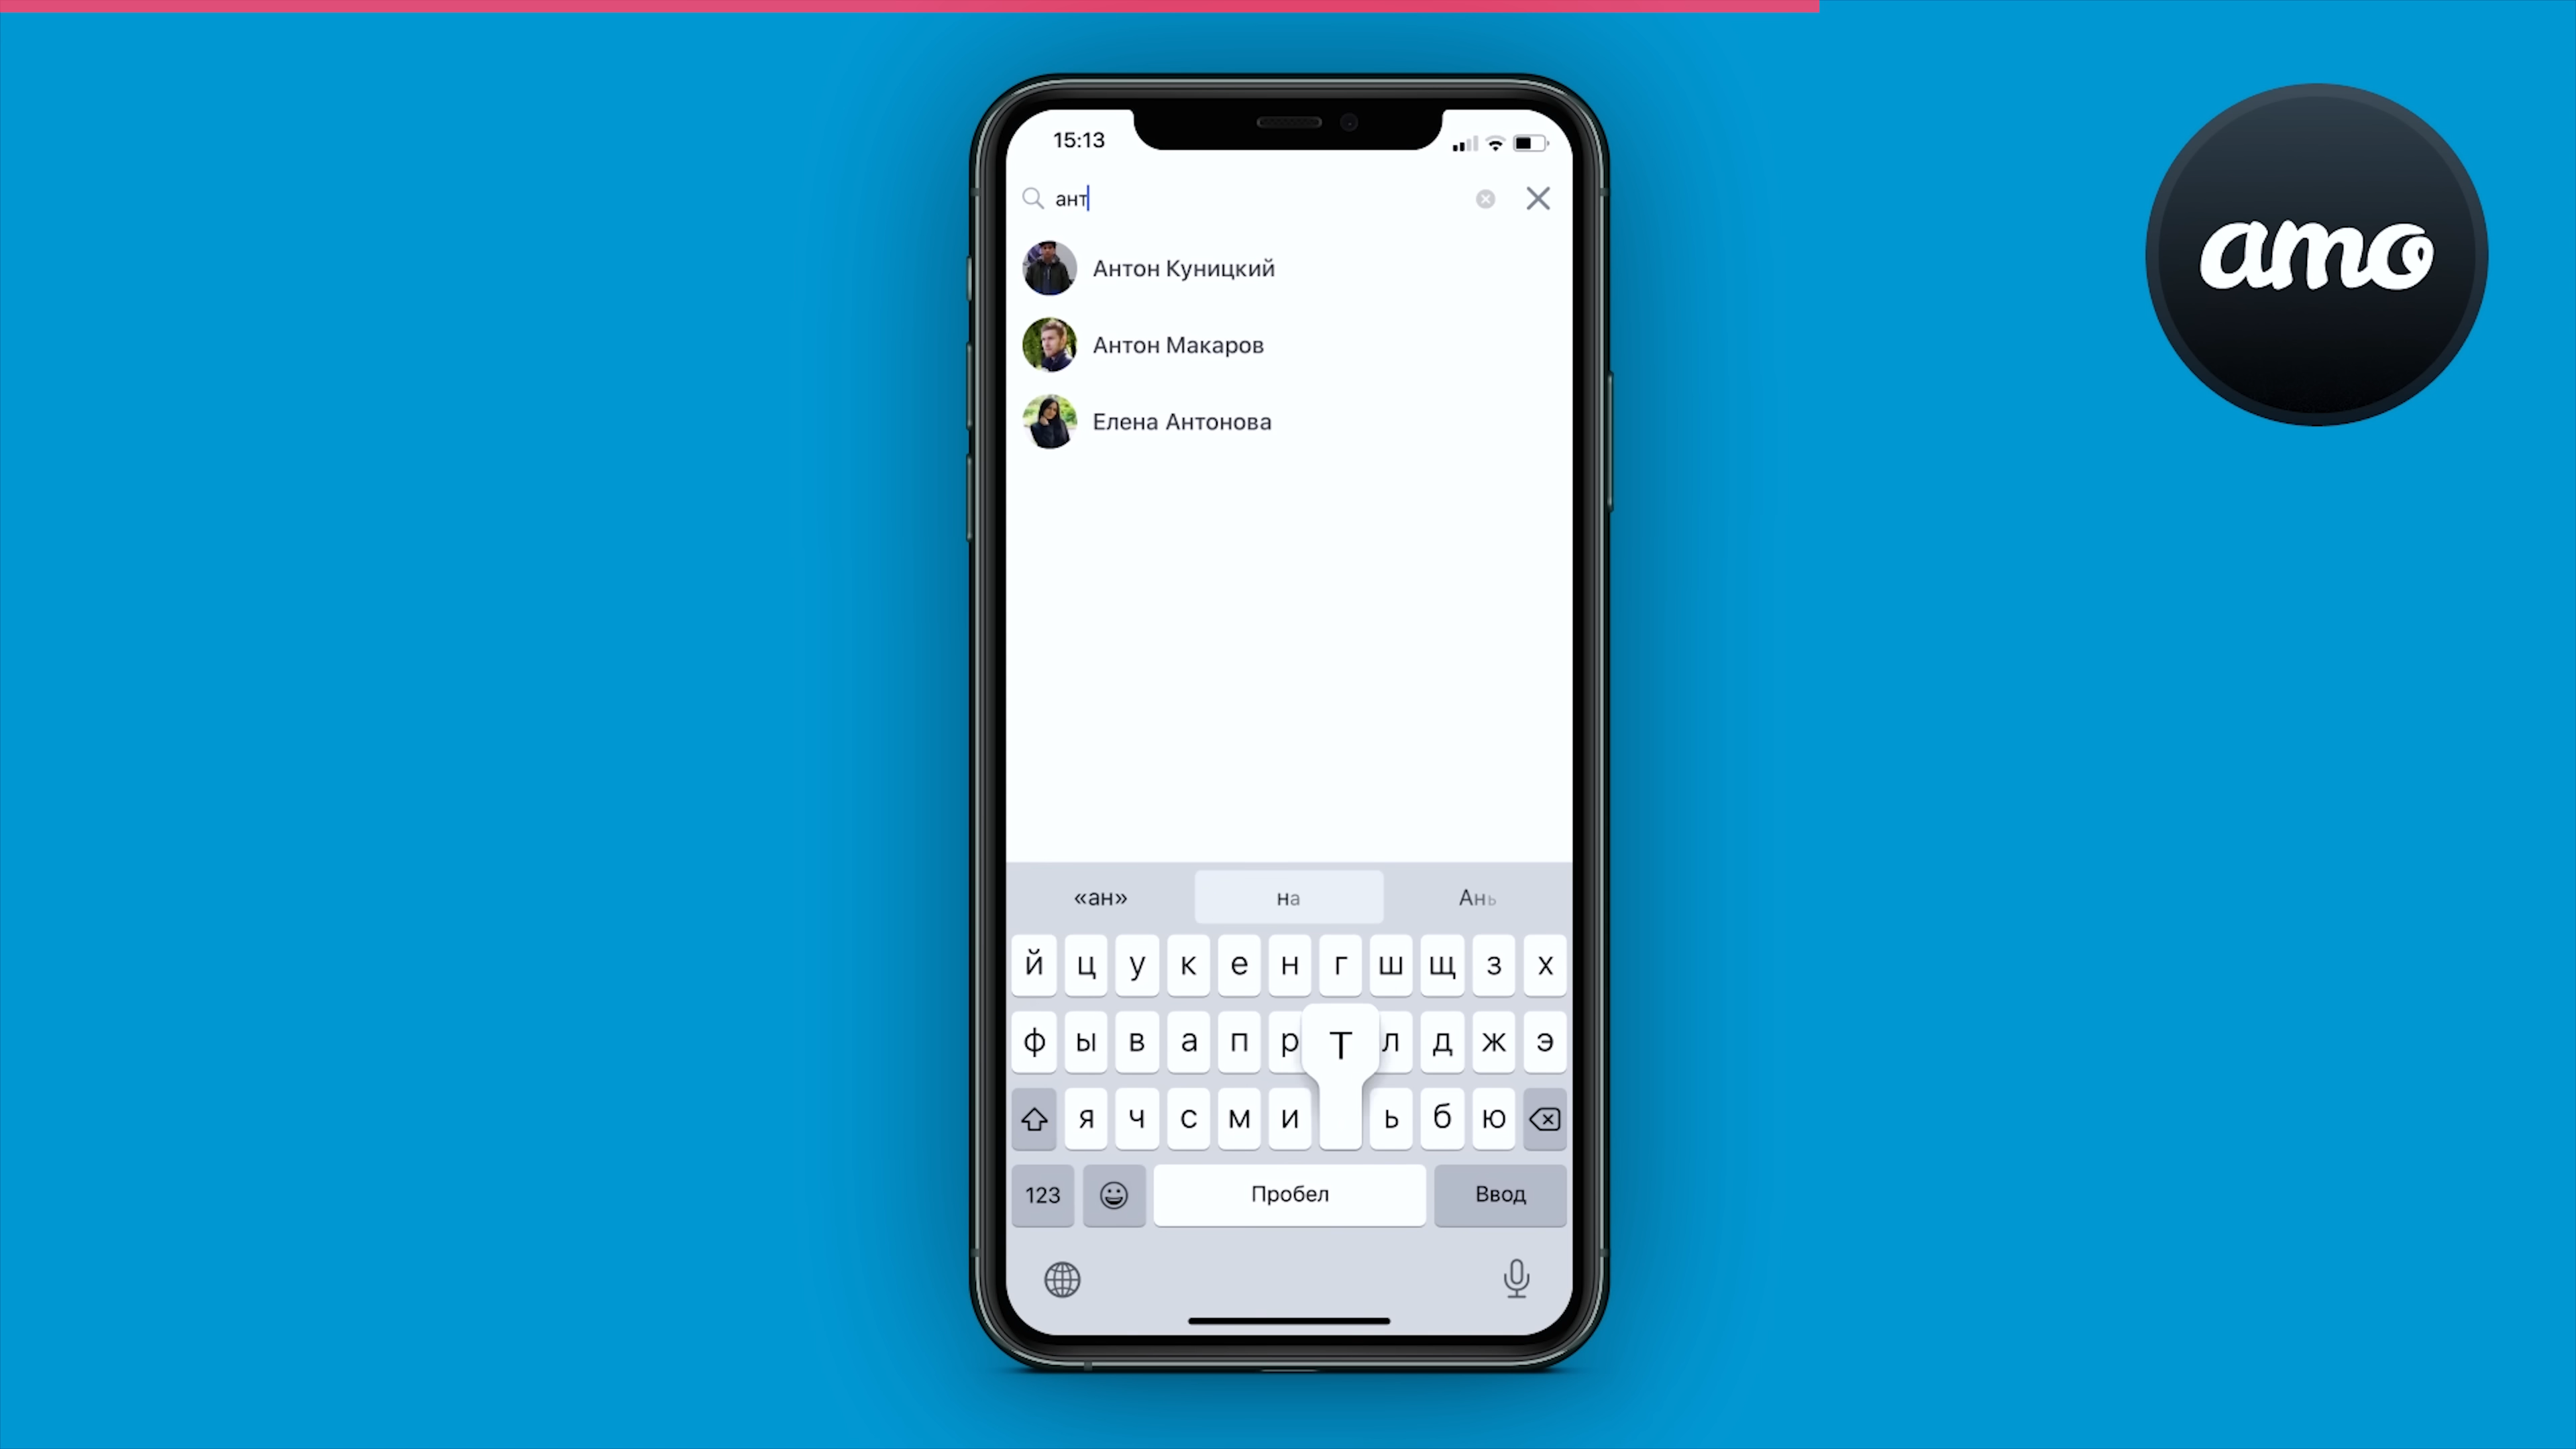 15:13
amo
ант
Антон Куницкий
Антон Макаров
Елена Антонова
«ан» на Ань
й ц у к е н г ш щ з х
ф ы в а п р Т л д ж э
я ч с м и ь б ю
123 Пробел Ввод